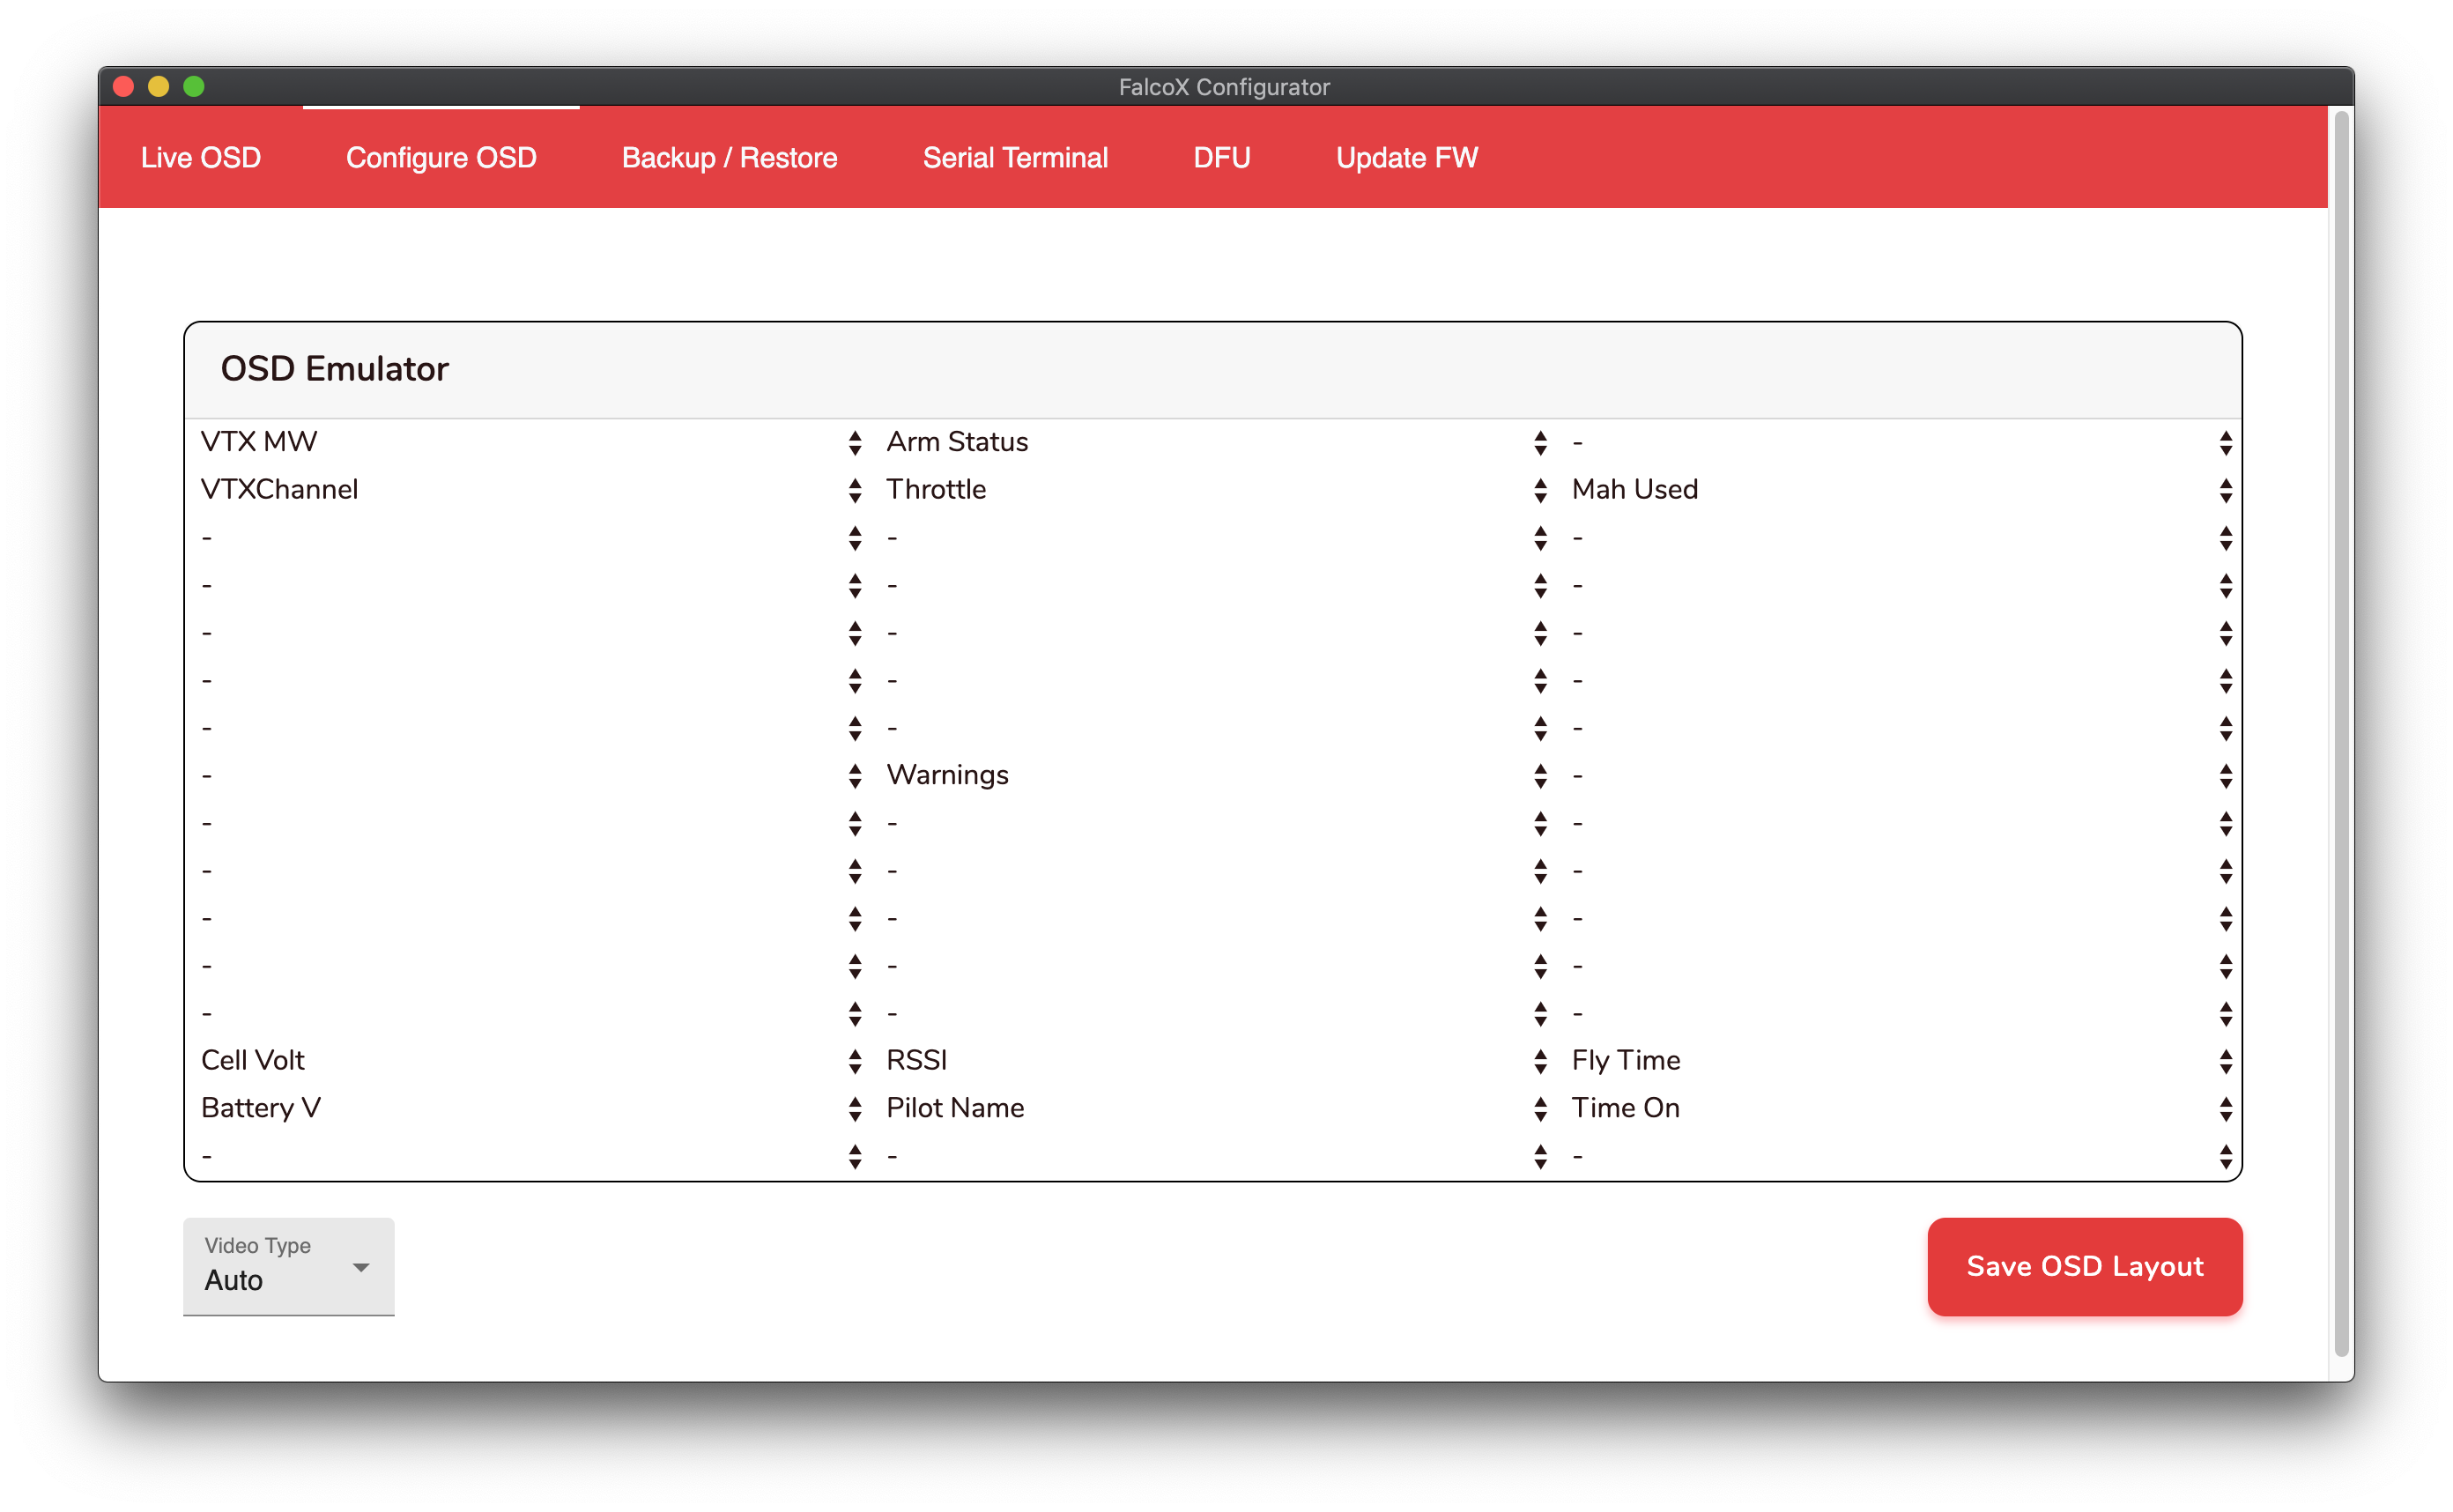 FalcoX Configurator
Live OSD Configure OSD Backup / Restore Serial Terminal DFU Update FW
OSD Emulator
VTX MW Arm Status -
VTXChannel Throttle Mah Used
- - -
- - -
- - -
- - -
- - -
- Warnings -
- - -
- - -
- - -
- - -
- - -
Cell Volt RSSI Fly Time
Battery V Pilot Name Time On
- - -
Video Type
Auto
Save OSD Layout